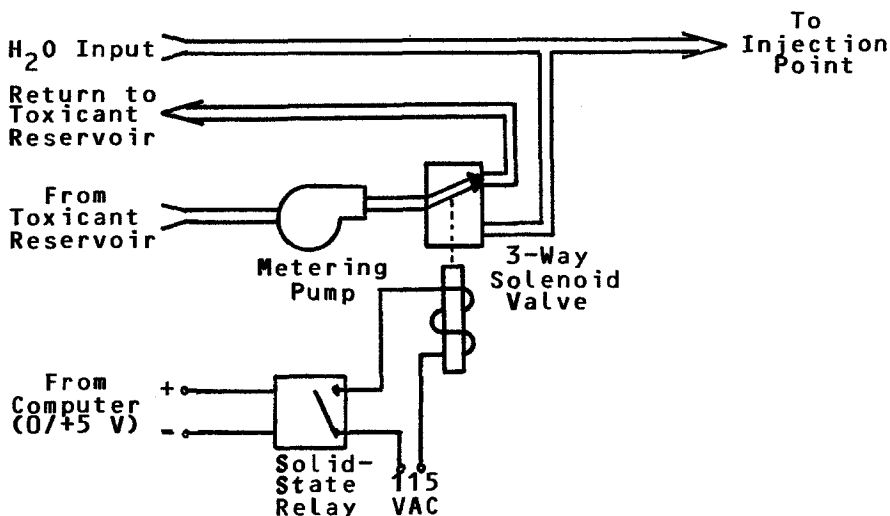 H2O Input
To
Injection
Point
Return to
Toxicant
Reservoir
From
Toxicant
Reservoir
Metering
Pump
3-Way
Solenoid
Valve
From
Computer
(0/+5 V)
+
-
Solid-
State
Relay
115
VAC